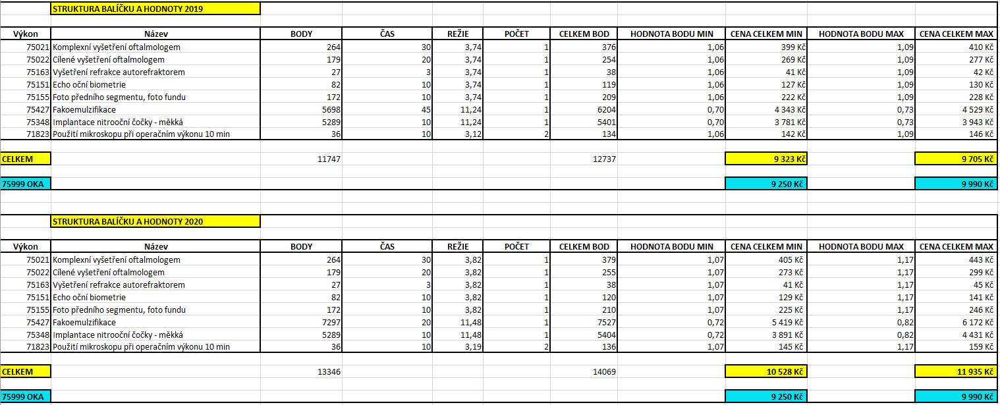 STRUKTURA BALÍČKU A HODNOTY 2019
Výkon Název BODY ČAS REŽIE POČET CELKEM BOD HODNOTA BODU MIN CENA CELKEM MIN HODNOTA BODU MAX CENA CELKEM MAX
75021 Komplexní vyšetření oftalmologem 264 30 3,74 1 376 1,06 399 Kč 1,09 410 Kč
75022 Cílené vyšetření oftalmologem 179 20 3,74 1 254 1,06 269 Kč 1,09 277 Kč
75163 Vyšetření refrakce autorefraktorem 27 3 3,74 1 38 1,06 41 Kč 1,09 42 Kč
75151 Echo oční biometrie 82 10 3,74 1 119 1,06 127 Kč 1,09 130 Kč
75155 Foto předního segmentu, foto fundu 172 10 3,74 1 209 1,06 222 Kč 1,09 228 Kč
75427 Fakoemulzifikace 5698 45 11,24 1 6204 0,70 4 343 Kč 0,73 4 529 Kč
75348 Implantace nitrooční čočky - měkká 5289 10 11,24 1 5401 0,70 3 781 Kč 0,73 3 943 Kč
71823 Použití mikroskopu při operačním výkonu 10 min 36 10 3,12 2 134 1,06 142 Kč 1,09 146 Kč
CELKEM 11747 12737 9 323 Kč 9 705 Kč
75999 OKA 9 250 Kč 9 990 Kč
STRUKTURA BALÍČKU A HODNOTY 2020
Výkon Název BODY ČAS REŽIE POČET CELKEM BOD HODNOTA BODU MIN CENA CELKEM MIN HODNOTA BODU MAX CENA CELKEM MAX
75021 Komplexní vyšetření oftalmologem 264 30 3,82 1 379 1,07 405 Kč 1,17 443 Kč
75022 Cílené vyšetření oftalmologem 179 20 3,82 1 255 1,07 273 Kč 1,17 299 Kč
75163 Vyšetření refrakce autorefraktorem 27 3 3,82 1 38 1,07 41 Kč 1,17 45 Kč
75151 Echo oční biometrie 82 10 3,82 1 120 1,07 129 Kč 1,17 141 Kč
75155 Foto předního segmentu, foto fundu 172 10 3,82 1 210 1,07 225 Kč 1,17 246 Kč
75427 Fakoemulzifikace 7297 20 11,48 1 7527 0,72 5 419 Kč 0,82 6 172 Kč
75348 Implantace nitrooční čočky - měkká 5289 10 11,48 1 5404 0,72 3 891 Kč 0,82 4 431 Kč
71823 Použití mikroskopu při operačním výkonu 10 min 36 10 3,19 2 136 1,07 145 Kč 1,17 159 Kč
CELKEM 13346 14069 10 528 Kč 11 935 Kč
75999 OKA 9 250 Kč 9 990 Kč